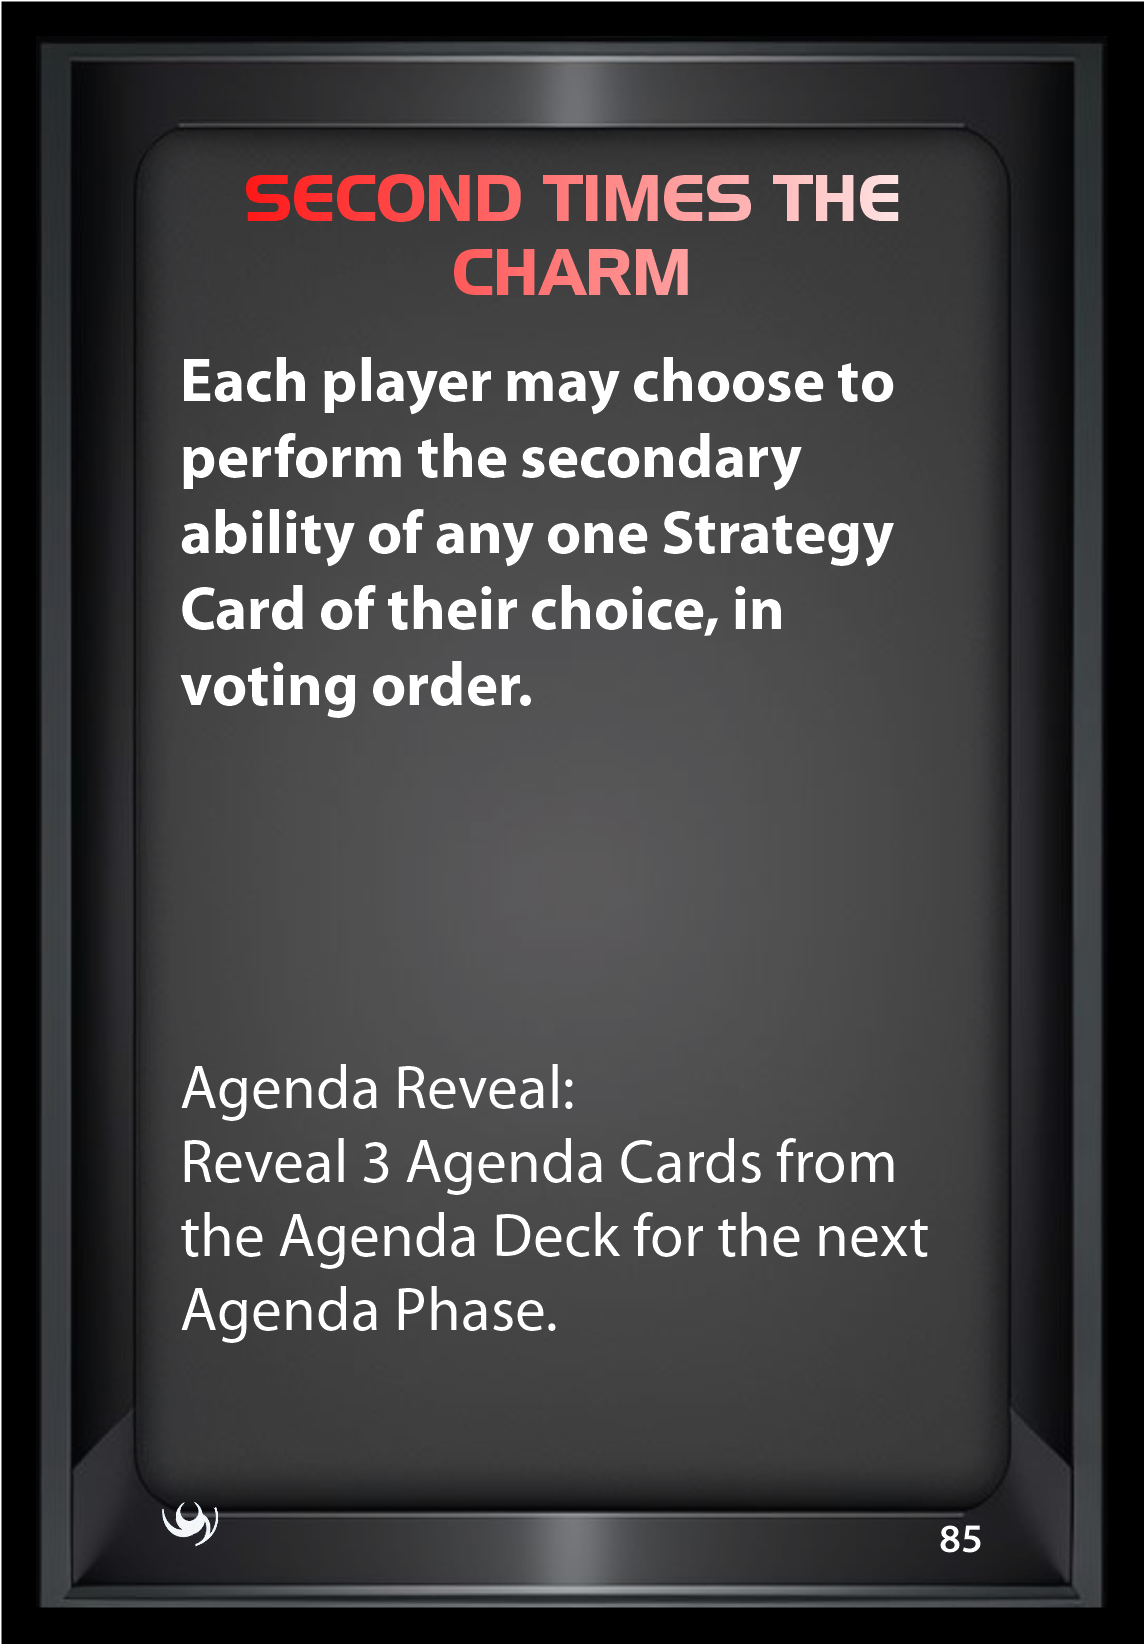 SECOND TIMES THE
CHARM
Each player may choose to
perform the secondary
ability of any one Strategy
Card of their choice, in
voting order.
Agenda Reveal:
Reveal 3 Agenda Cards from
the Agenda Deck for the next
Agenda Phase.
85